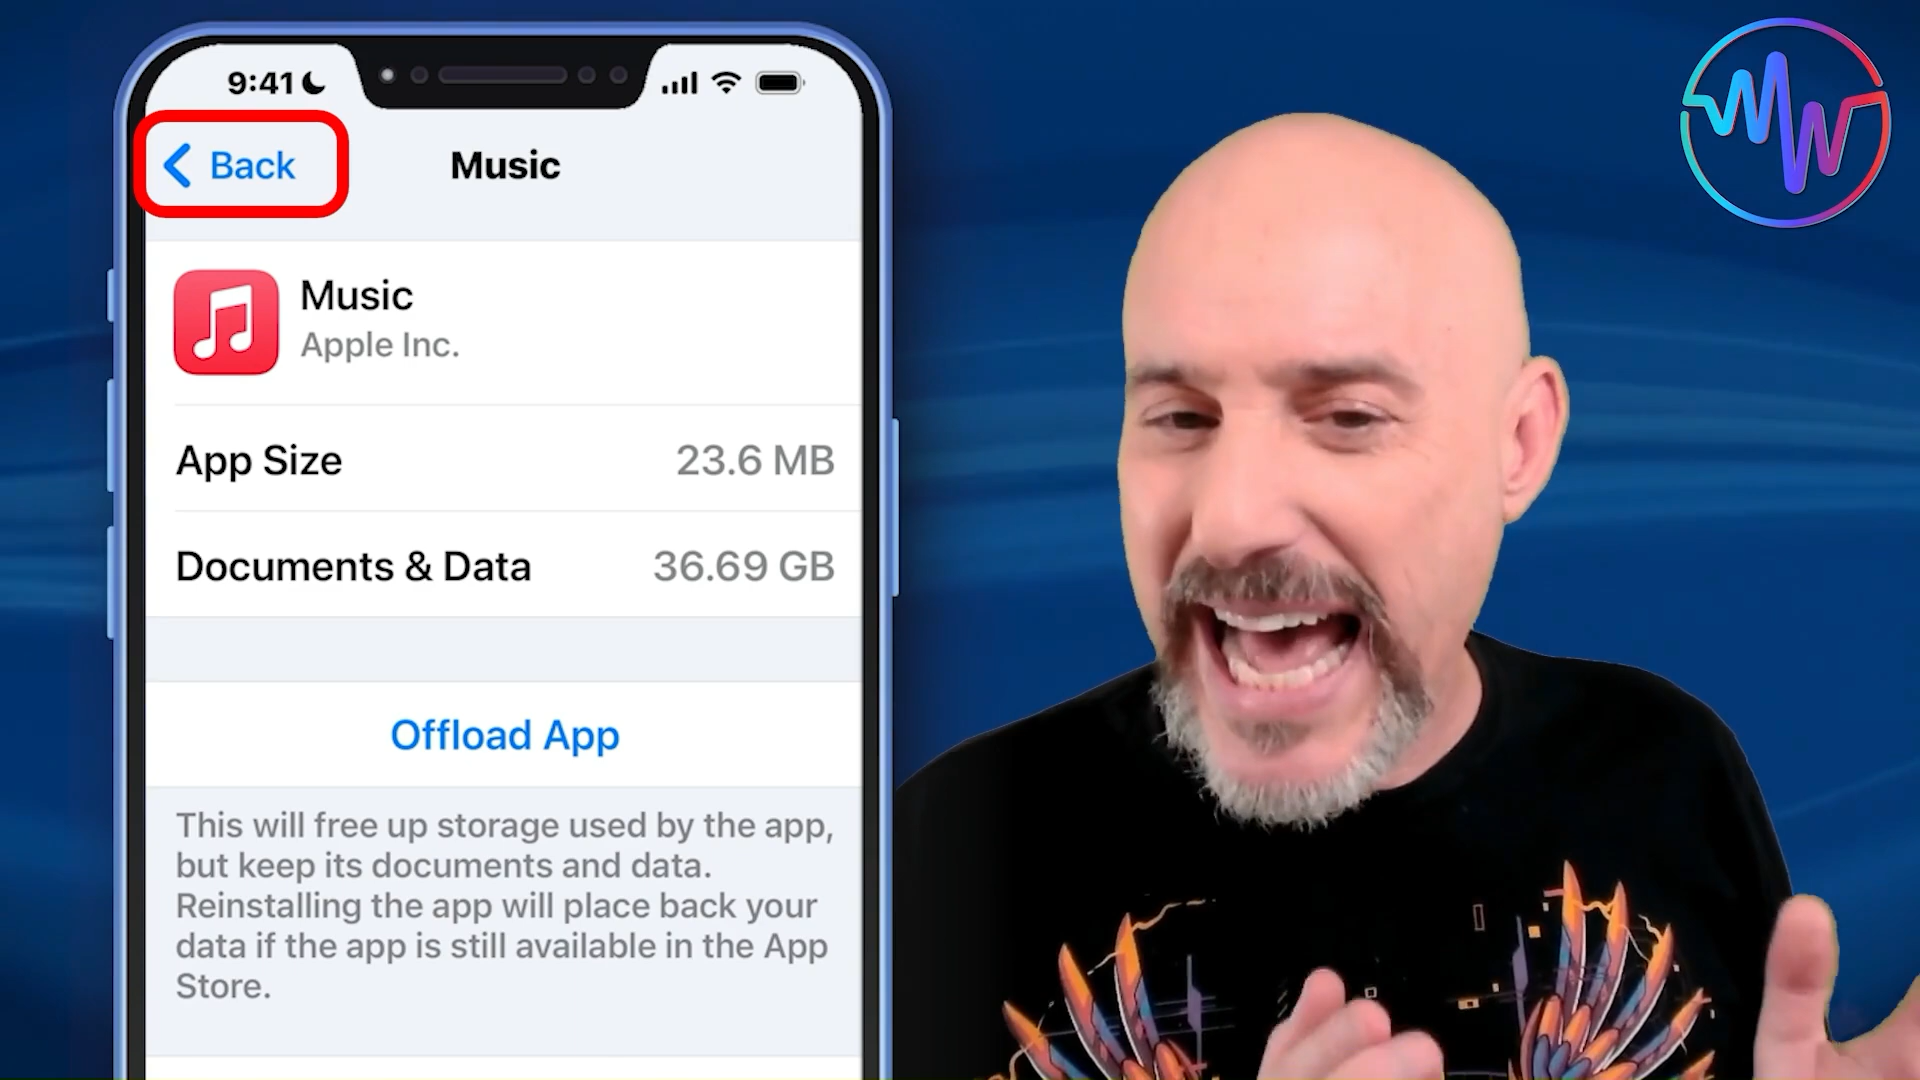 9:41
Back
Music
Music
Apple Inc.
App Size 23.6 MB
Documents & Data 36.69 GB
Offload App
This will free up storage used by the app,
but keep its documents and data.
Reinstalling the app will place back your
data if the app is still available in the App
Store.
MW